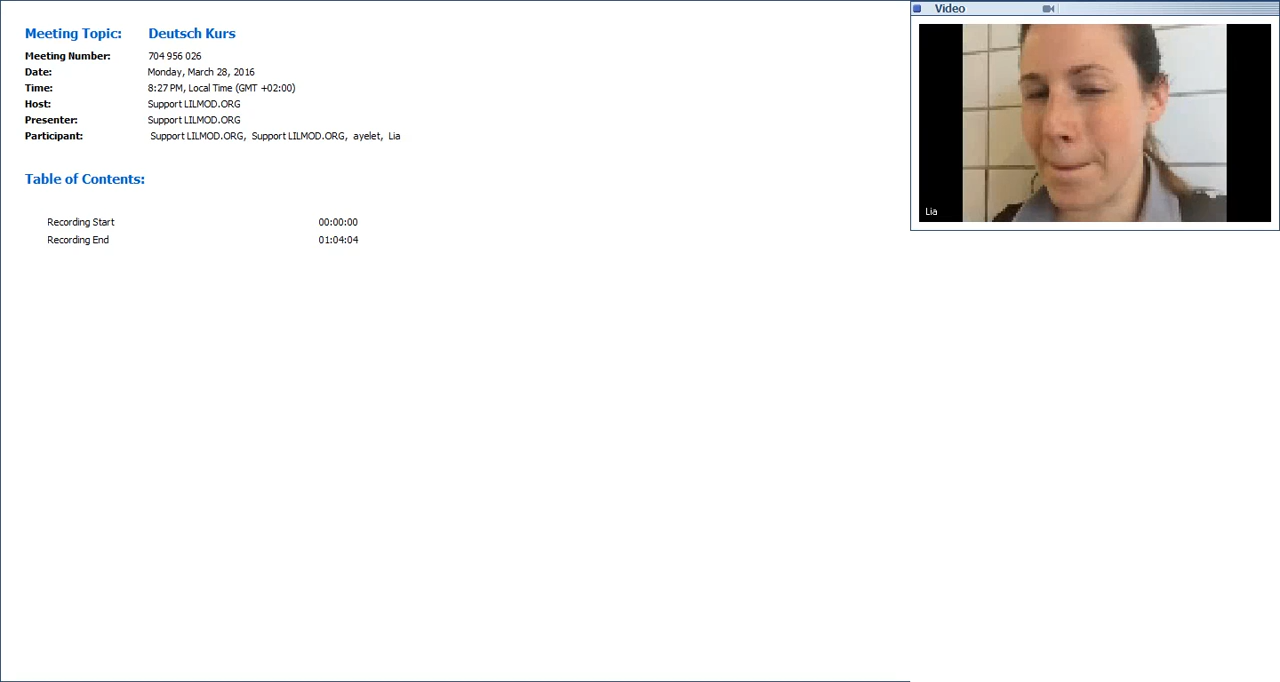 Meeting Topic: Deutsch Kurs
Meeting Number: 704 956 026
Date: Monday, March 28, 2016
Time: 8:27 PM, Local Time (GMT +02:00)
Host: Support LILMOD.ORG
Presenter: Support LILMOD.ORG
Participant: Support LILMOD.ORG, Support LILMOD.ORG, ayelet, Lia
Table of Contents:
Recording Start 00:00:00
Recording End 01:04:04
Video
Lia